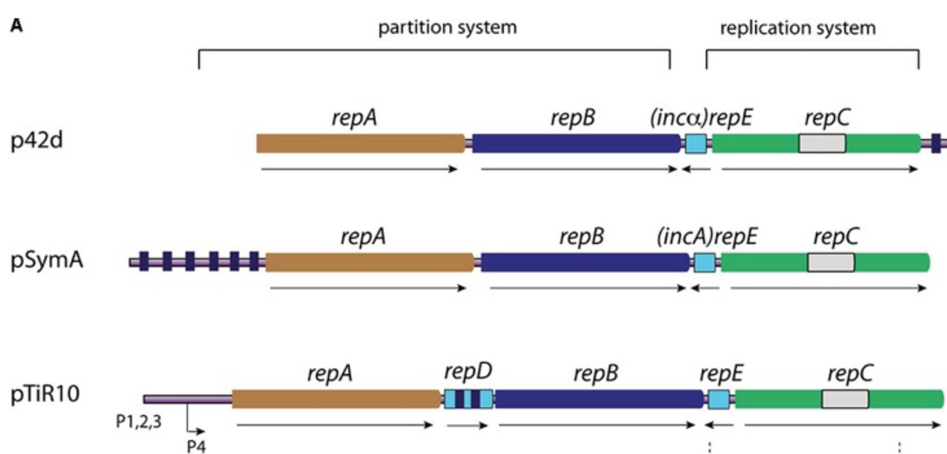 A
partition system
replication system
repA
repB
(incα)repE
repC
p42d
repA
repB
(incA)repE
repC
pSymA
repA
repD
repB
repE
repC
pTiR10
P1,2,3
P4